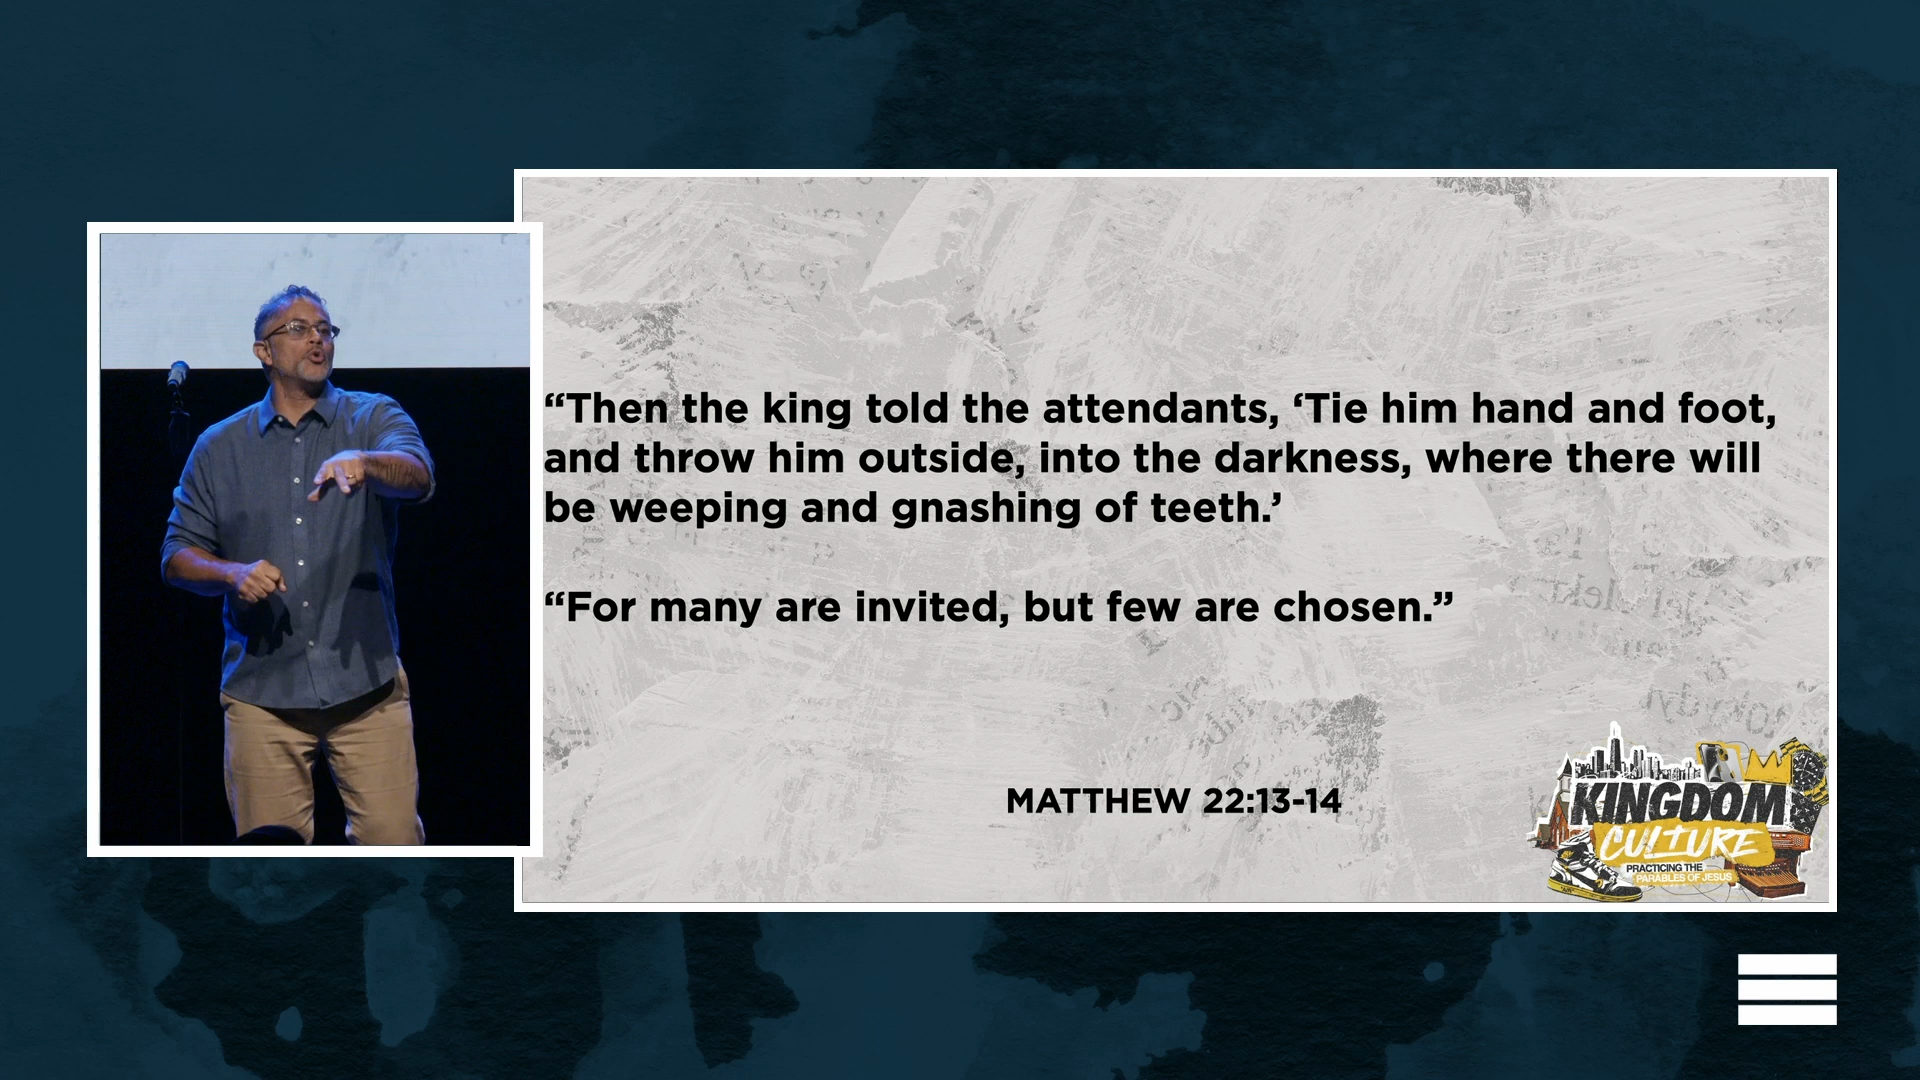 “Then the king told the attendants, ‘Tie him hand and foot,
and throw him outside, into the darkness, where there will
be weeping and gnashing of teeth.’
“For many are invited, but few are chosen.”
MATTHEW 22:13-14
KINGDOM
CULTURE
PRACTICING THE
PARABLES OF JESUS